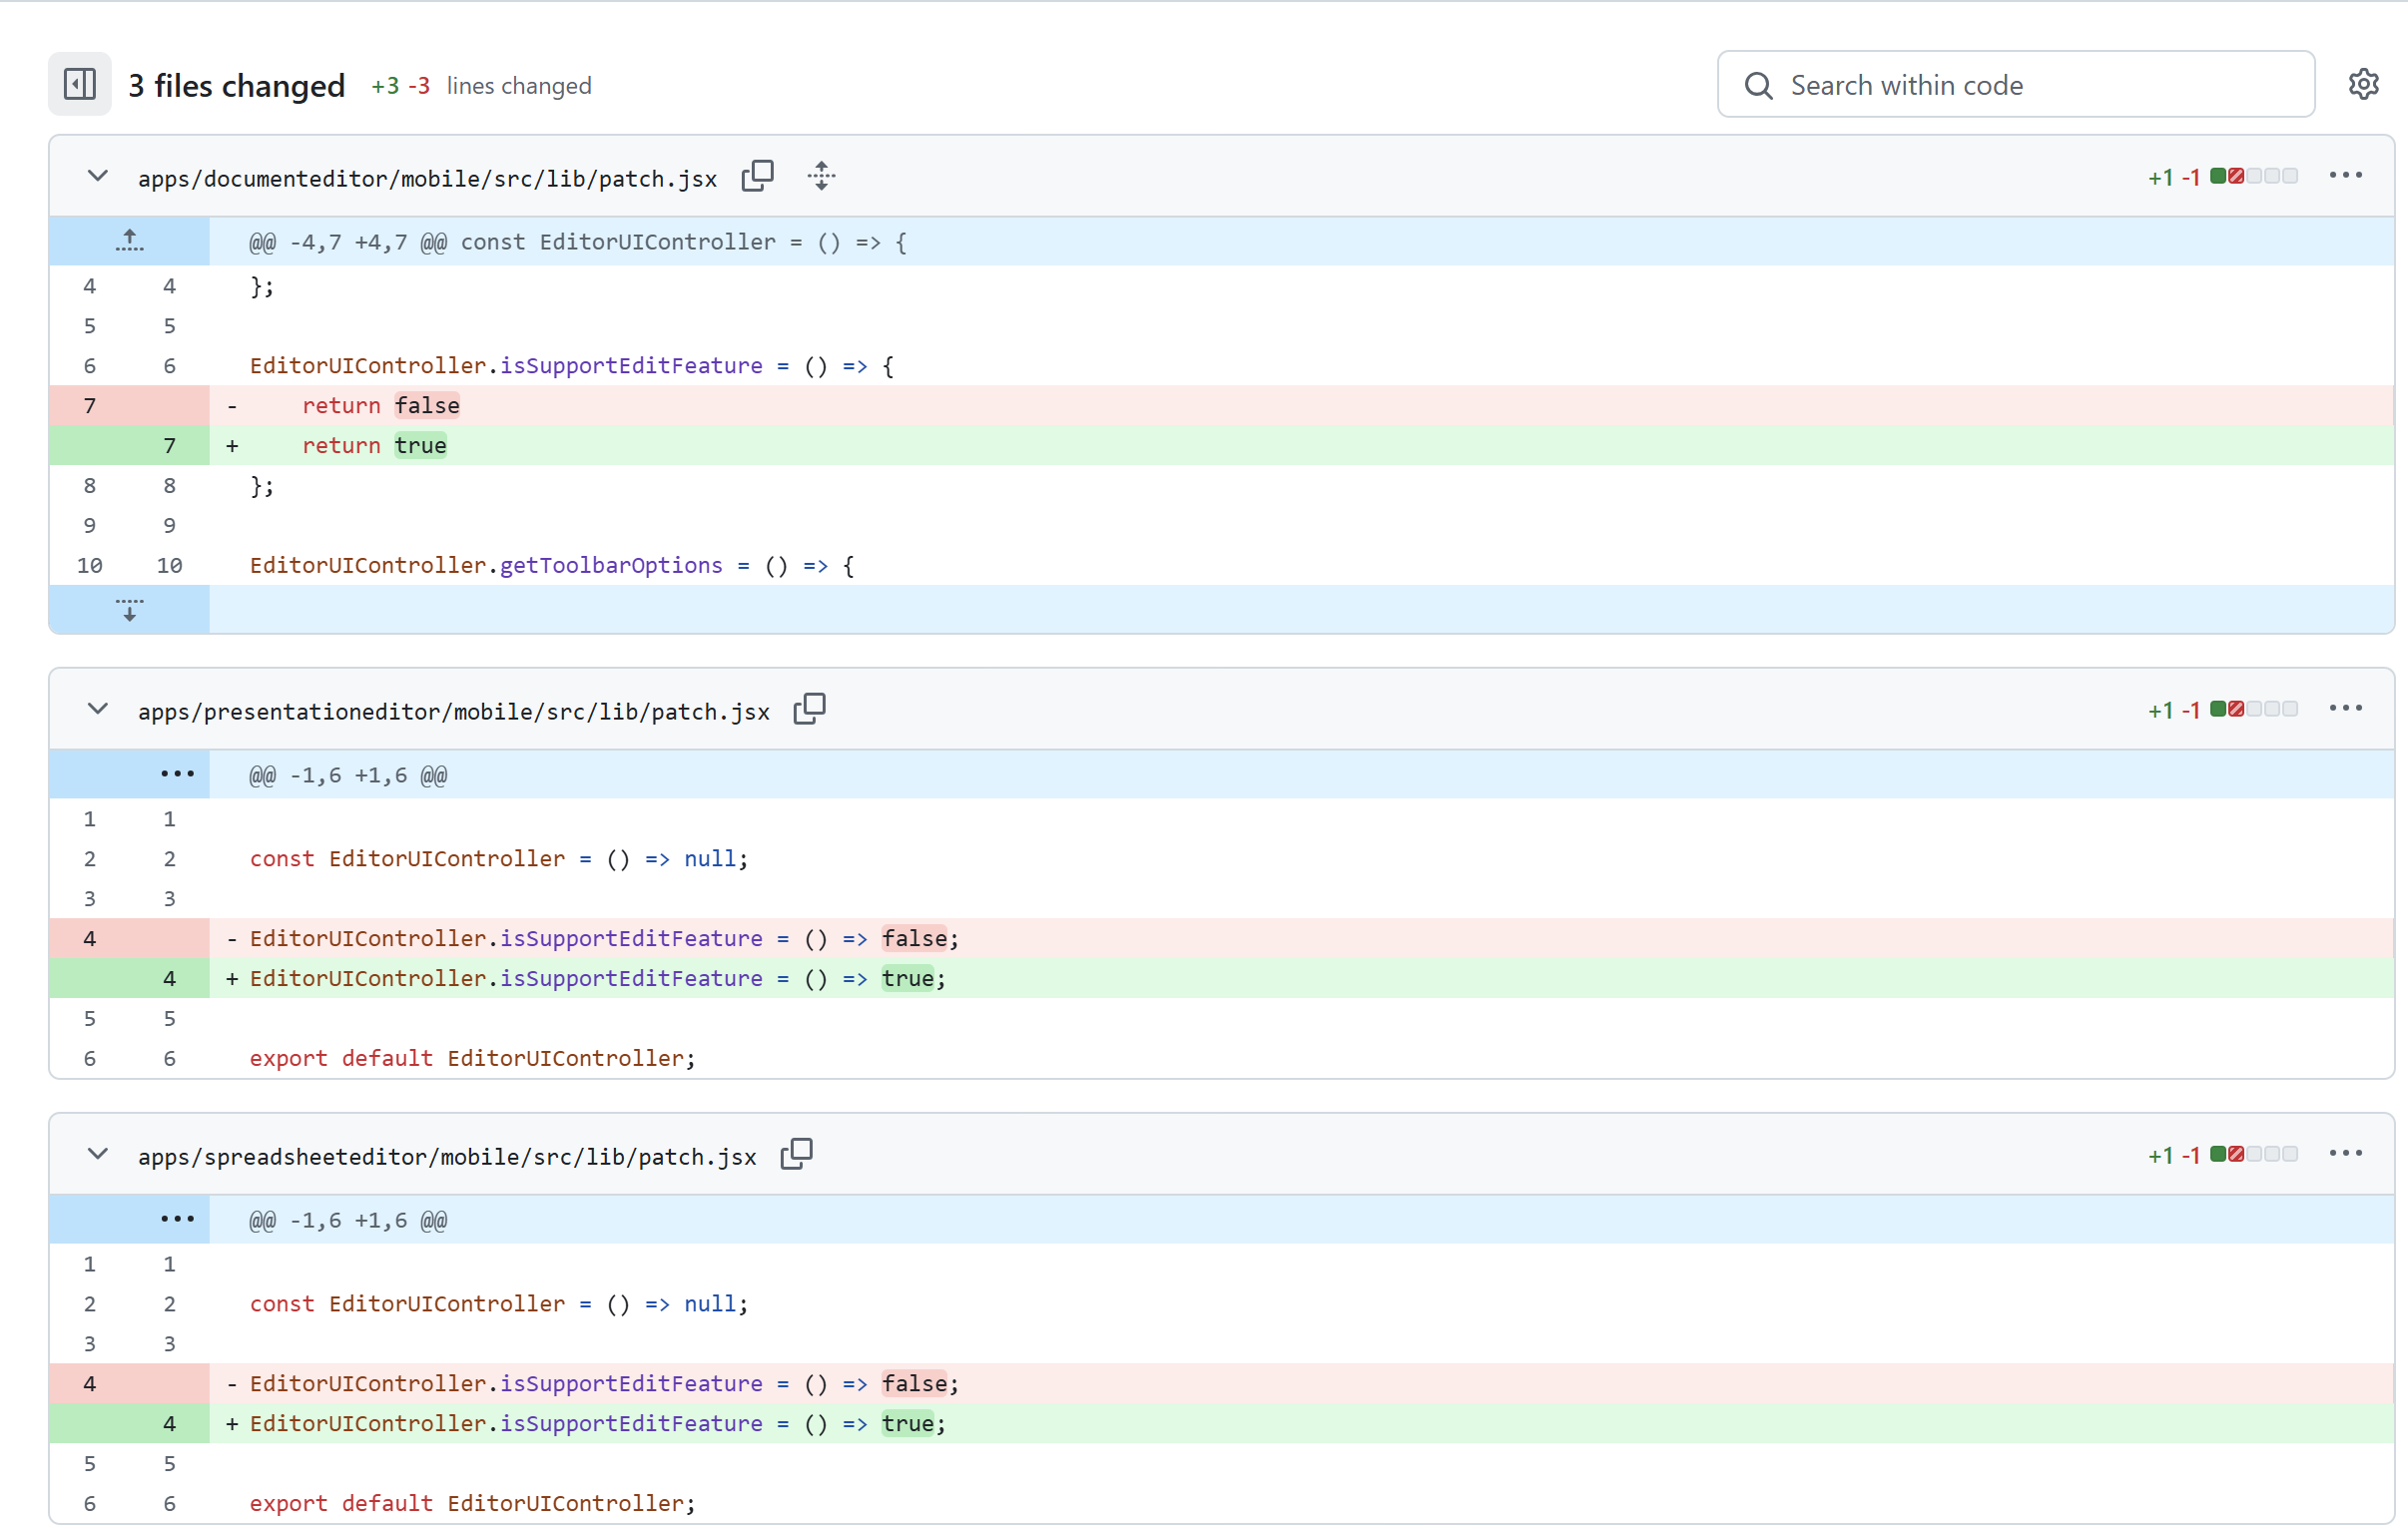 3 files changed +3 -3 lines changed
Search within code
apps/documenteditor/mobile/src/lib/patch.jsx
+1 -1
@@ -4,7 +4,7 @@ const EditorUIController = () => {
4 4 };
5 5
6 6 EditorUIController.isSupportEditFeature = () => {
7 - return false
7 + return true
8 8 };
9 9
10 10 EditorUIController.getToolbarOptions = () => {
apps/presentationeditor/mobile/src/lib/patch.jsx
+1 -1
@@ -1,6 +1,6 @@
1 1
2 2 const EditorUIController = () => null;
3 3
4 - EditorUIController.isSupportEditFeature = () => false;
4 + EditorUIController.isSupportEditFeature = () => true;
5 5
6 6 export default EditorUIController;
apps/spreadsheeteditor/mobile/src/lib/patch.jsx
+1 -1
@@ -1,6 +1,6 @@
1 1
2 2 const EditorUIController = () => null;
3 3
4 - EditorUIController.isSupportEditFeature = () => false;
4 + EditorUIController.isSupportEditFeature = () => true;
5 5
6 6 export default EditorUIController;